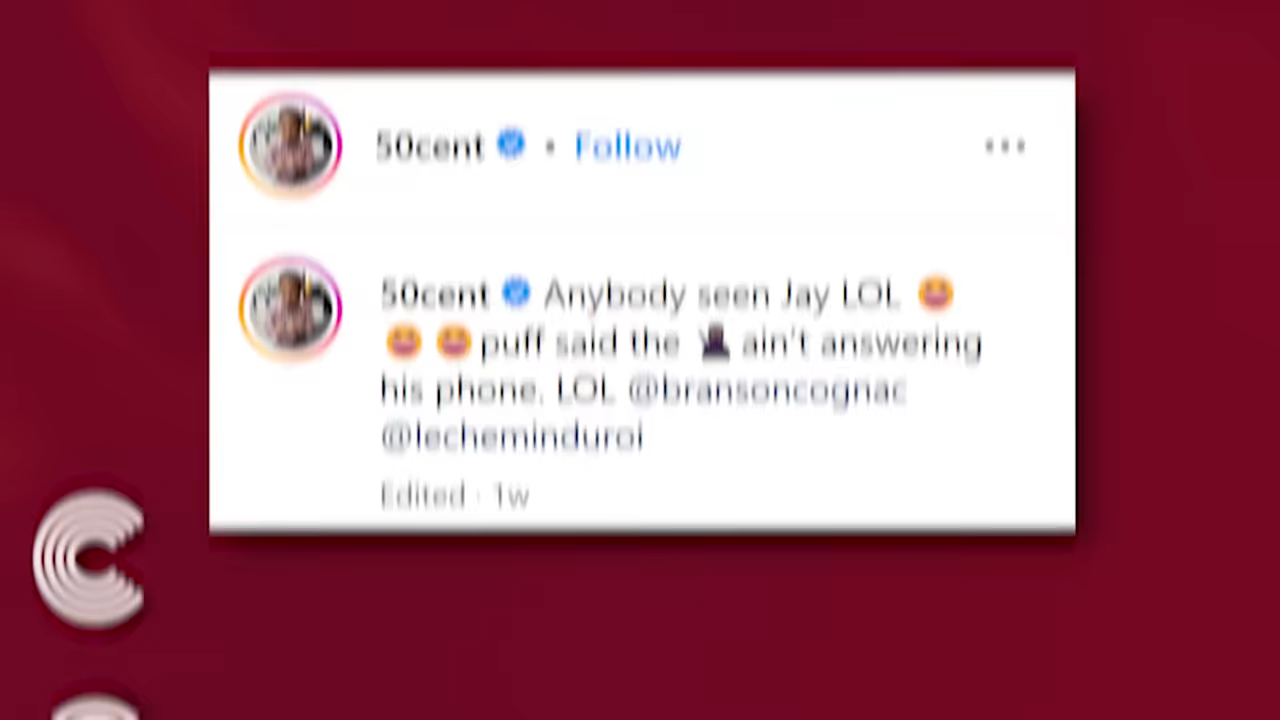 50cent • Follow
50cent Anybody seen Jay LOL 😆
😆 😆 puff said the 🥷🏿 ain't answering
his phone. LOL @bransoncognac
@lecheminduroi
Edited · 1w